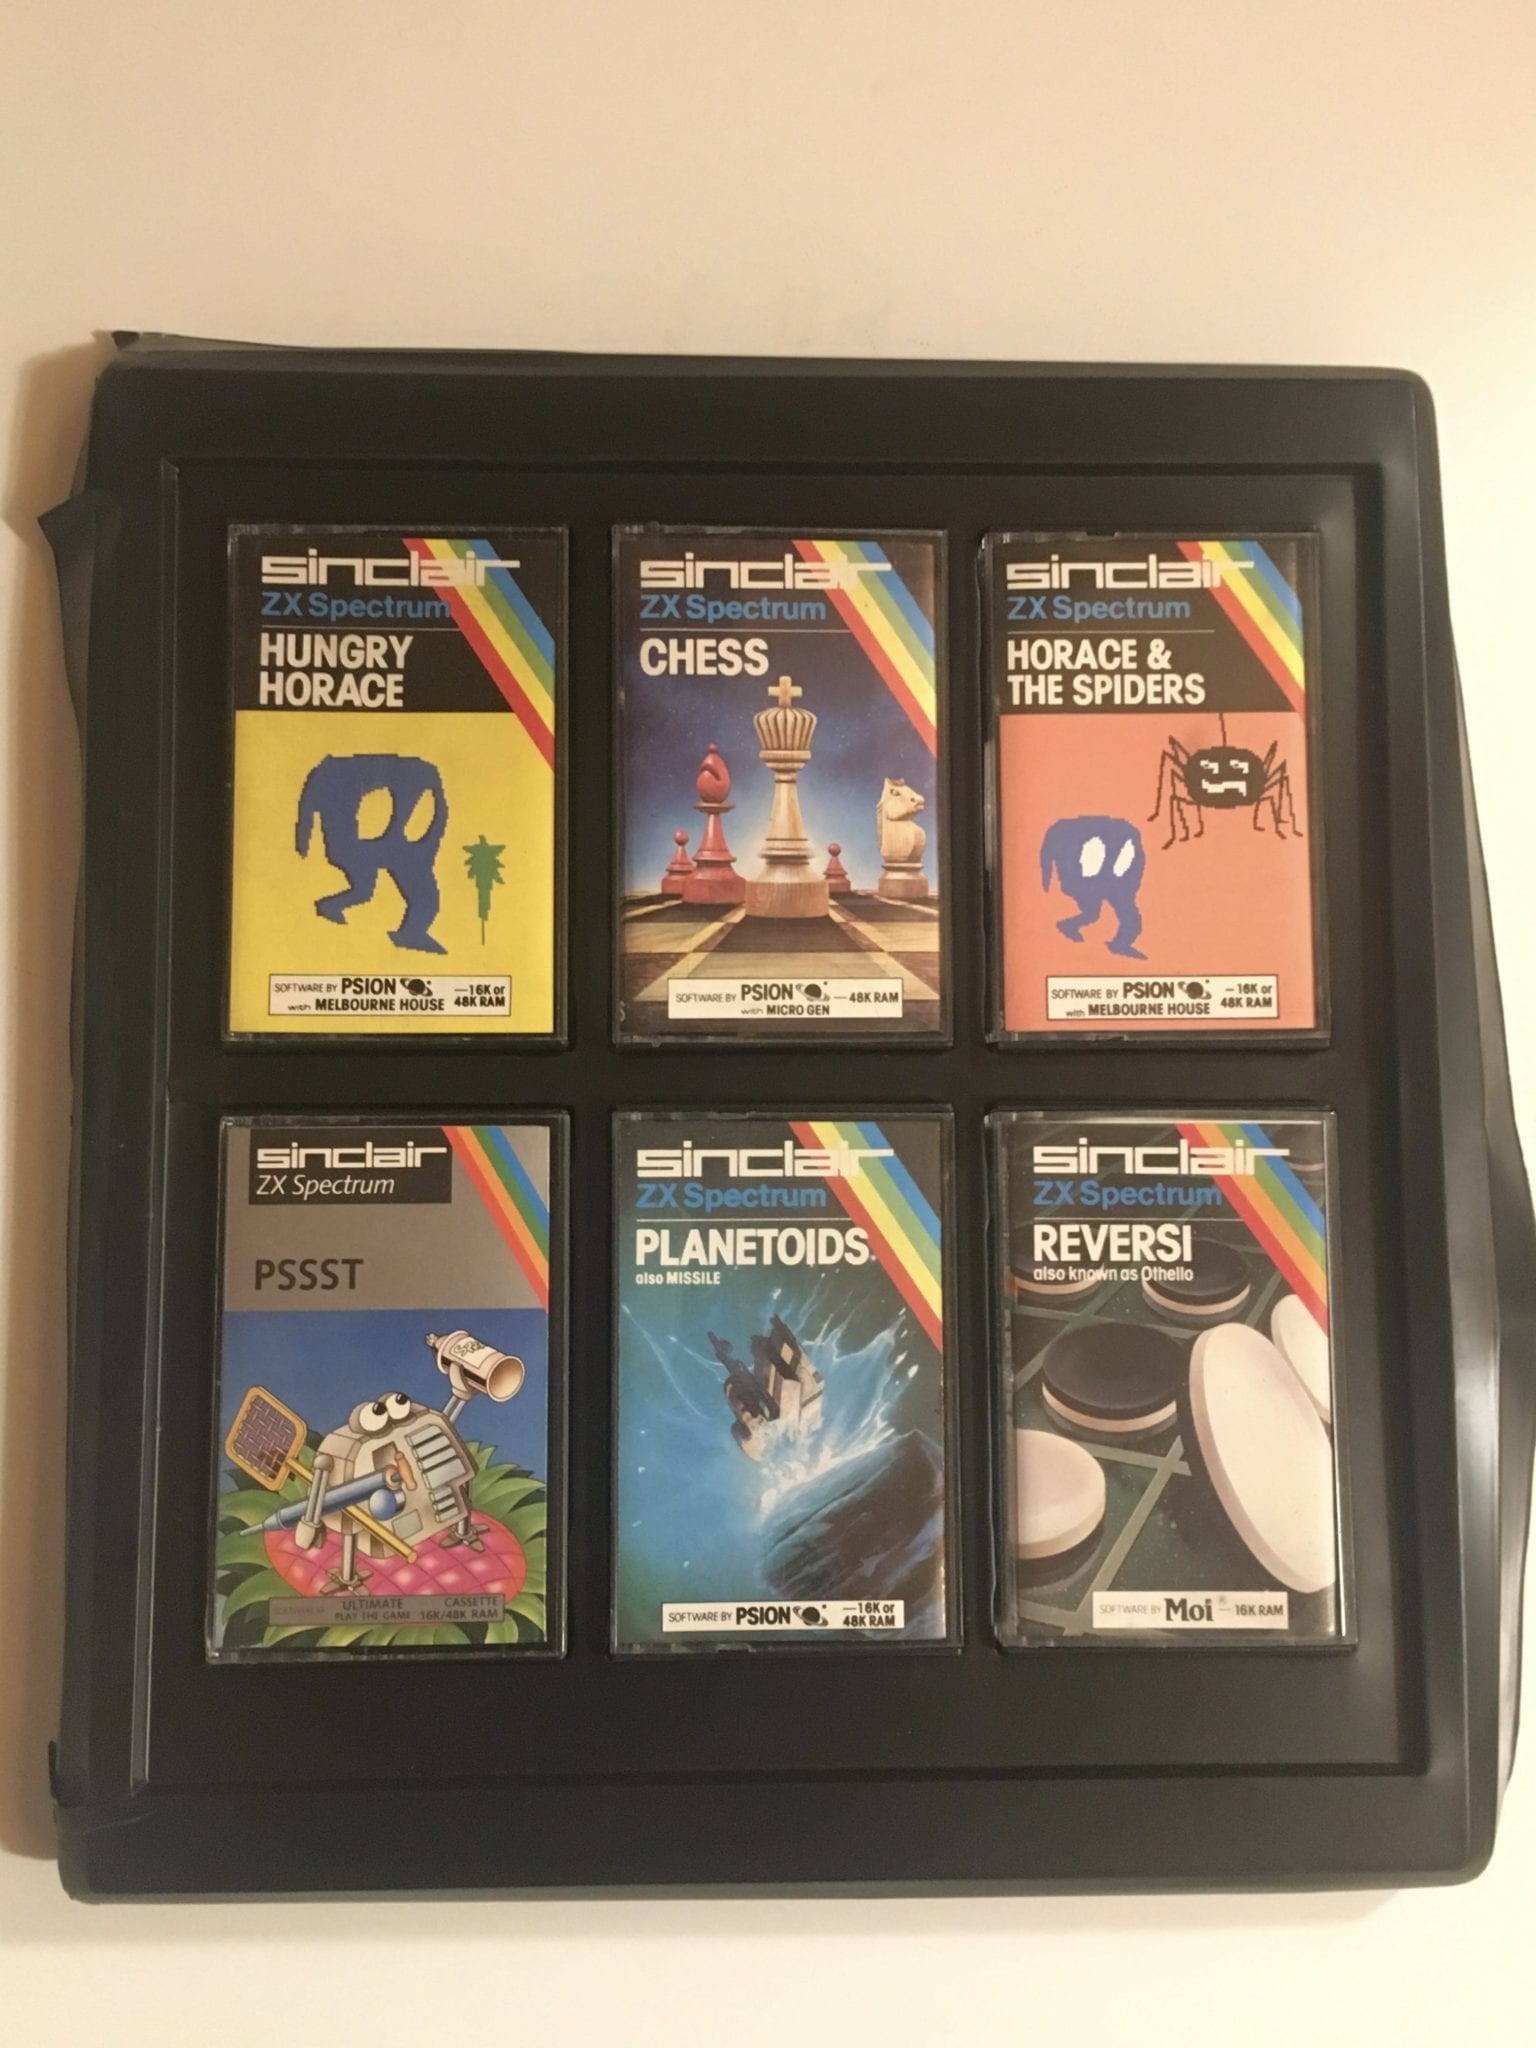 sinclair
ZX Spectrum
HUNGRY
HORACE
SOFTWARE BY PSION —16K or
with MELBOURNE HOUSE 48K RAM
sinclair
ZX Spectrum
CHESS
SOFTWARE BY PSION — 48K RAM
with MICRO GEN
sinclair
ZX Spectrum
HORACE &
THE SPIDERS
SOFTWARE BY PSION —16K or
with MELBOURNE HOUSE 48K RAM
sinclair
ZX Spectrum
PSSST
SOFTWARE BY ULTIMATE CASSETTE
PLAY THE GAME 16K/48K RAM
sinclair
ZX Spectrum
PLANETOIDS
also MISSILE
SOFTWARE BY PSION —16K or
48K RAM
sinclair
ZX Spectrum
REVERSI
also known as Othello
SOFTWARE BY Moi ® — 16K RAM